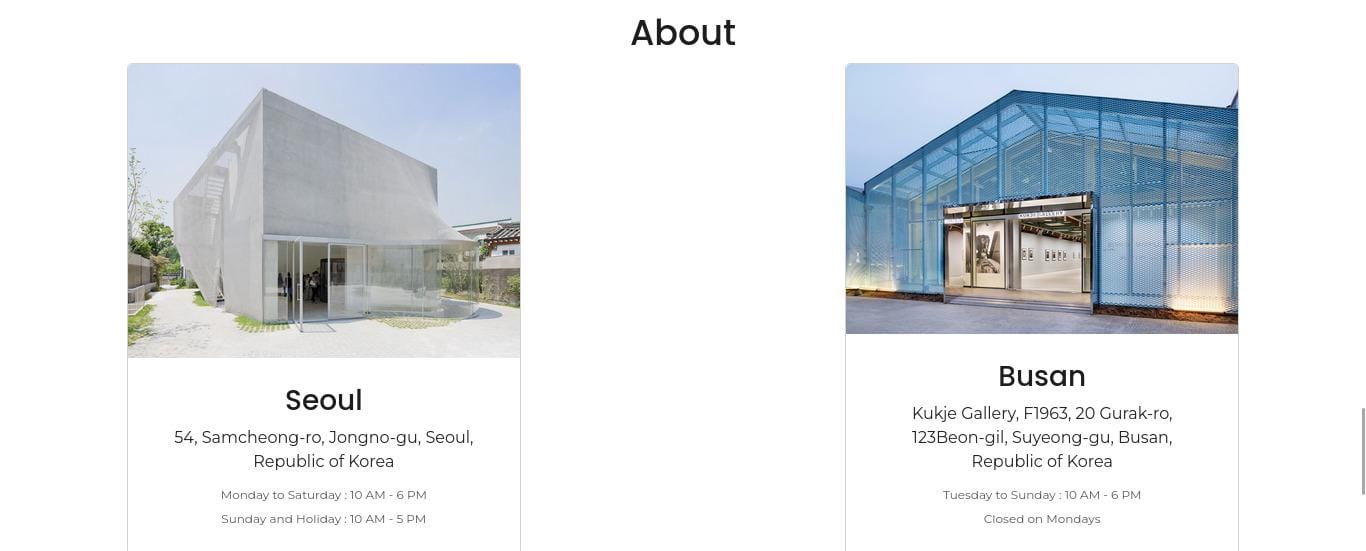 About
KUKJE GALLERY
Seoul
54, Samcheong-ro, Jongno-gu, Seoul,
Republic of Korea
Monday to Saturday : 10 AM - 6 PM
Sunday and Holiday : 10 AM - 5 PM
Busan
Kukje Gallery, F1963, 20 Gurak-ro,
123Beon-gil, Suyeong-gu, Busan,
Republic of Korea
Tuesday to Sunday : 10 AM - 6 PM
Closed on Mondays